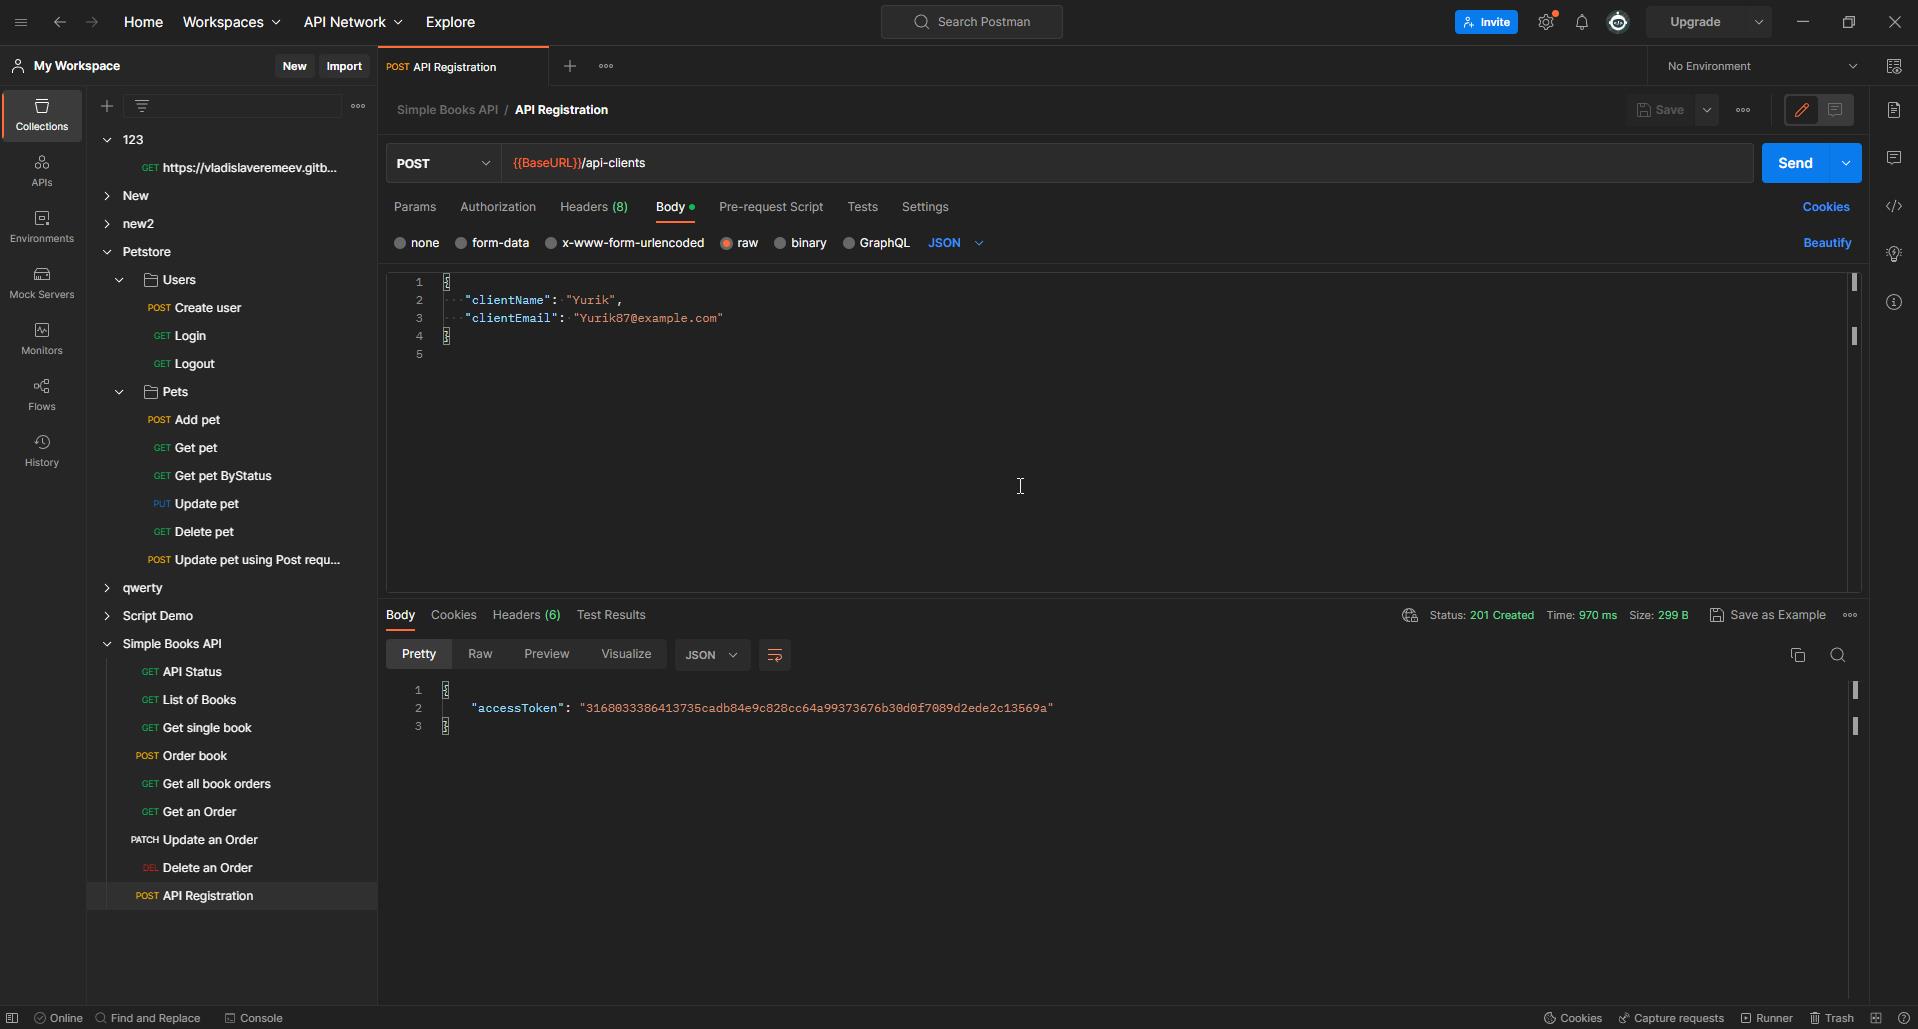 Home Workspaces API Network Explore Search Postman Invite Upgrade
My Workspace New Import POST API Registration No Environment
Simple Books API / API Registration Save
Collections
APIs
Environments
Mock Servers
Monitors
Flows
History
123
GET https://vladislaveremeev.gitb...
New
new2
Petstore
Users
POST Create user
GET Login
GET Logout
Pets
POST Add pet
GET Get pet
GET Get pet ByStatus
PUT Update pet
GET Delete pet
POST Update pet using Post requ...
qwerty
Script Demo
Simple Books API
GET API Status
GET List of Books
GET Get single book
POST Order book
GET Get all book orders
GET Get an Order
PATCH Update an Order
DEL Delete an Order
POST API Registration
POST {{BaseURL}}/api-clients Send
Params Authorization Headers (8) Body Pre-request Script Tests Settings Cookies
none form-data x-www-form-urlencoded raw binary GraphQL JSON Beautify
1 {
2 "clientName": "Yurik",
3 "clientEmail": "Yurik87@example.com"
4 }
5
Body Cookies Headers (6) Test Results Status: 201 Created Time: 970 ms Size: 299 B Save as Example
Pretty Raw Preview Visualize JSON
1 {
2 "accessToken": "3168033386413735cadb84e9c828cc64a99373676b30d0f7089d2ede2c13569a"
3 }
Online Find and Replace Console Cookies Capture requests Runner Trash